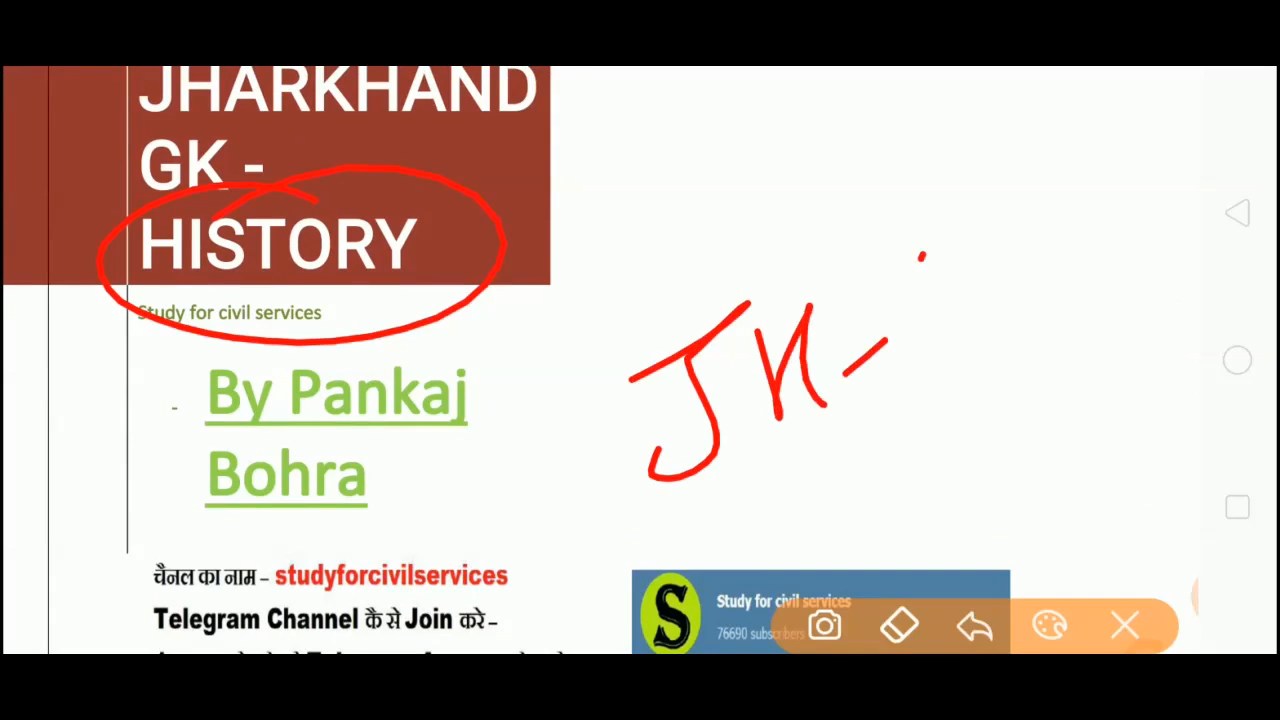 JHARKHAND
GK -
HISTORY
Study for civil services
- By Pankaj
Bohra
JK -
चैनल का नाम - studyforcivilservices
Telegram Channel कैसे Join करे -
S
Study for civil services
76690 subscribers